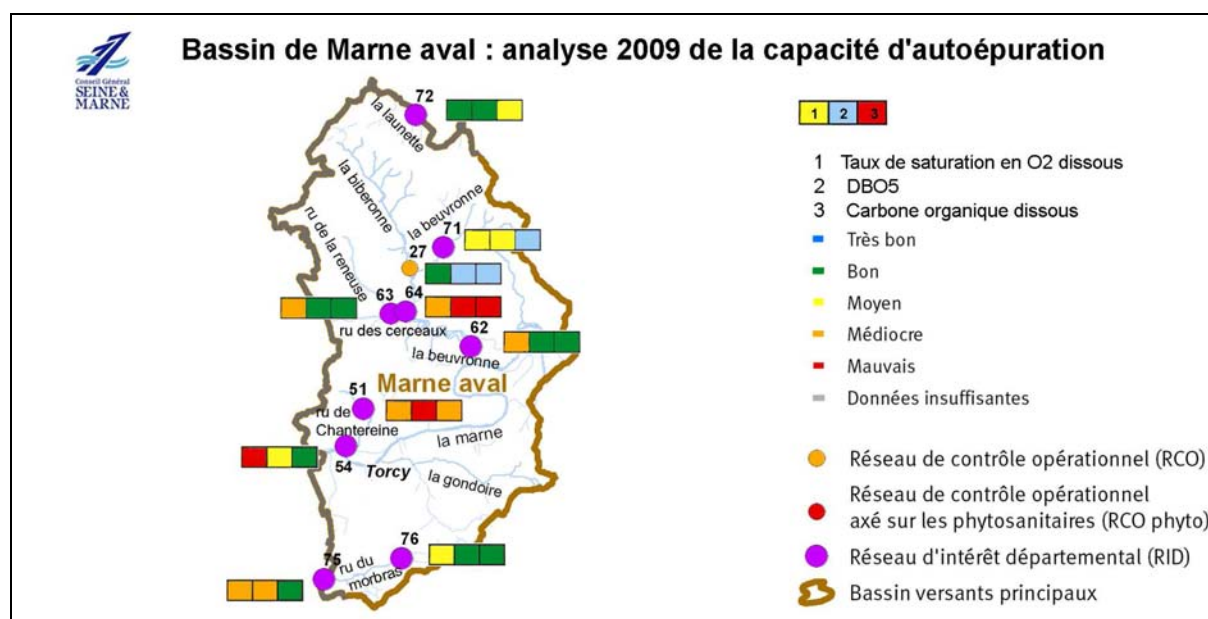 Conseil Général
SEINE &
MARNE
Bassin de Marne aval : analyse 2009 de la capacité d'autoépuration
72
la launette
la biberonne
la beuvronne
ru de la reneuse
71
27
63
64
ru des cerceaux
62
la beuvronne
Marne aval
51
ru de
Chantereine
la marne
54
Torcy
la gondoire
76
75
ru du
morbras
1 2 3
1 Taux de saturation en O2 dissous
2 DBO5
3 Carbone organique dissous
Très bon
Bon
Moyen
Médiocre
Mauvais
Données insuffisantes
Réseau de contrôle opérationnel (RCO)
Réseau de contrôle opérationnel
axé sur les phytosanitaires (RCO phyto)
Réseau d'intérêt départemental (RID)
Bassin versants principaux